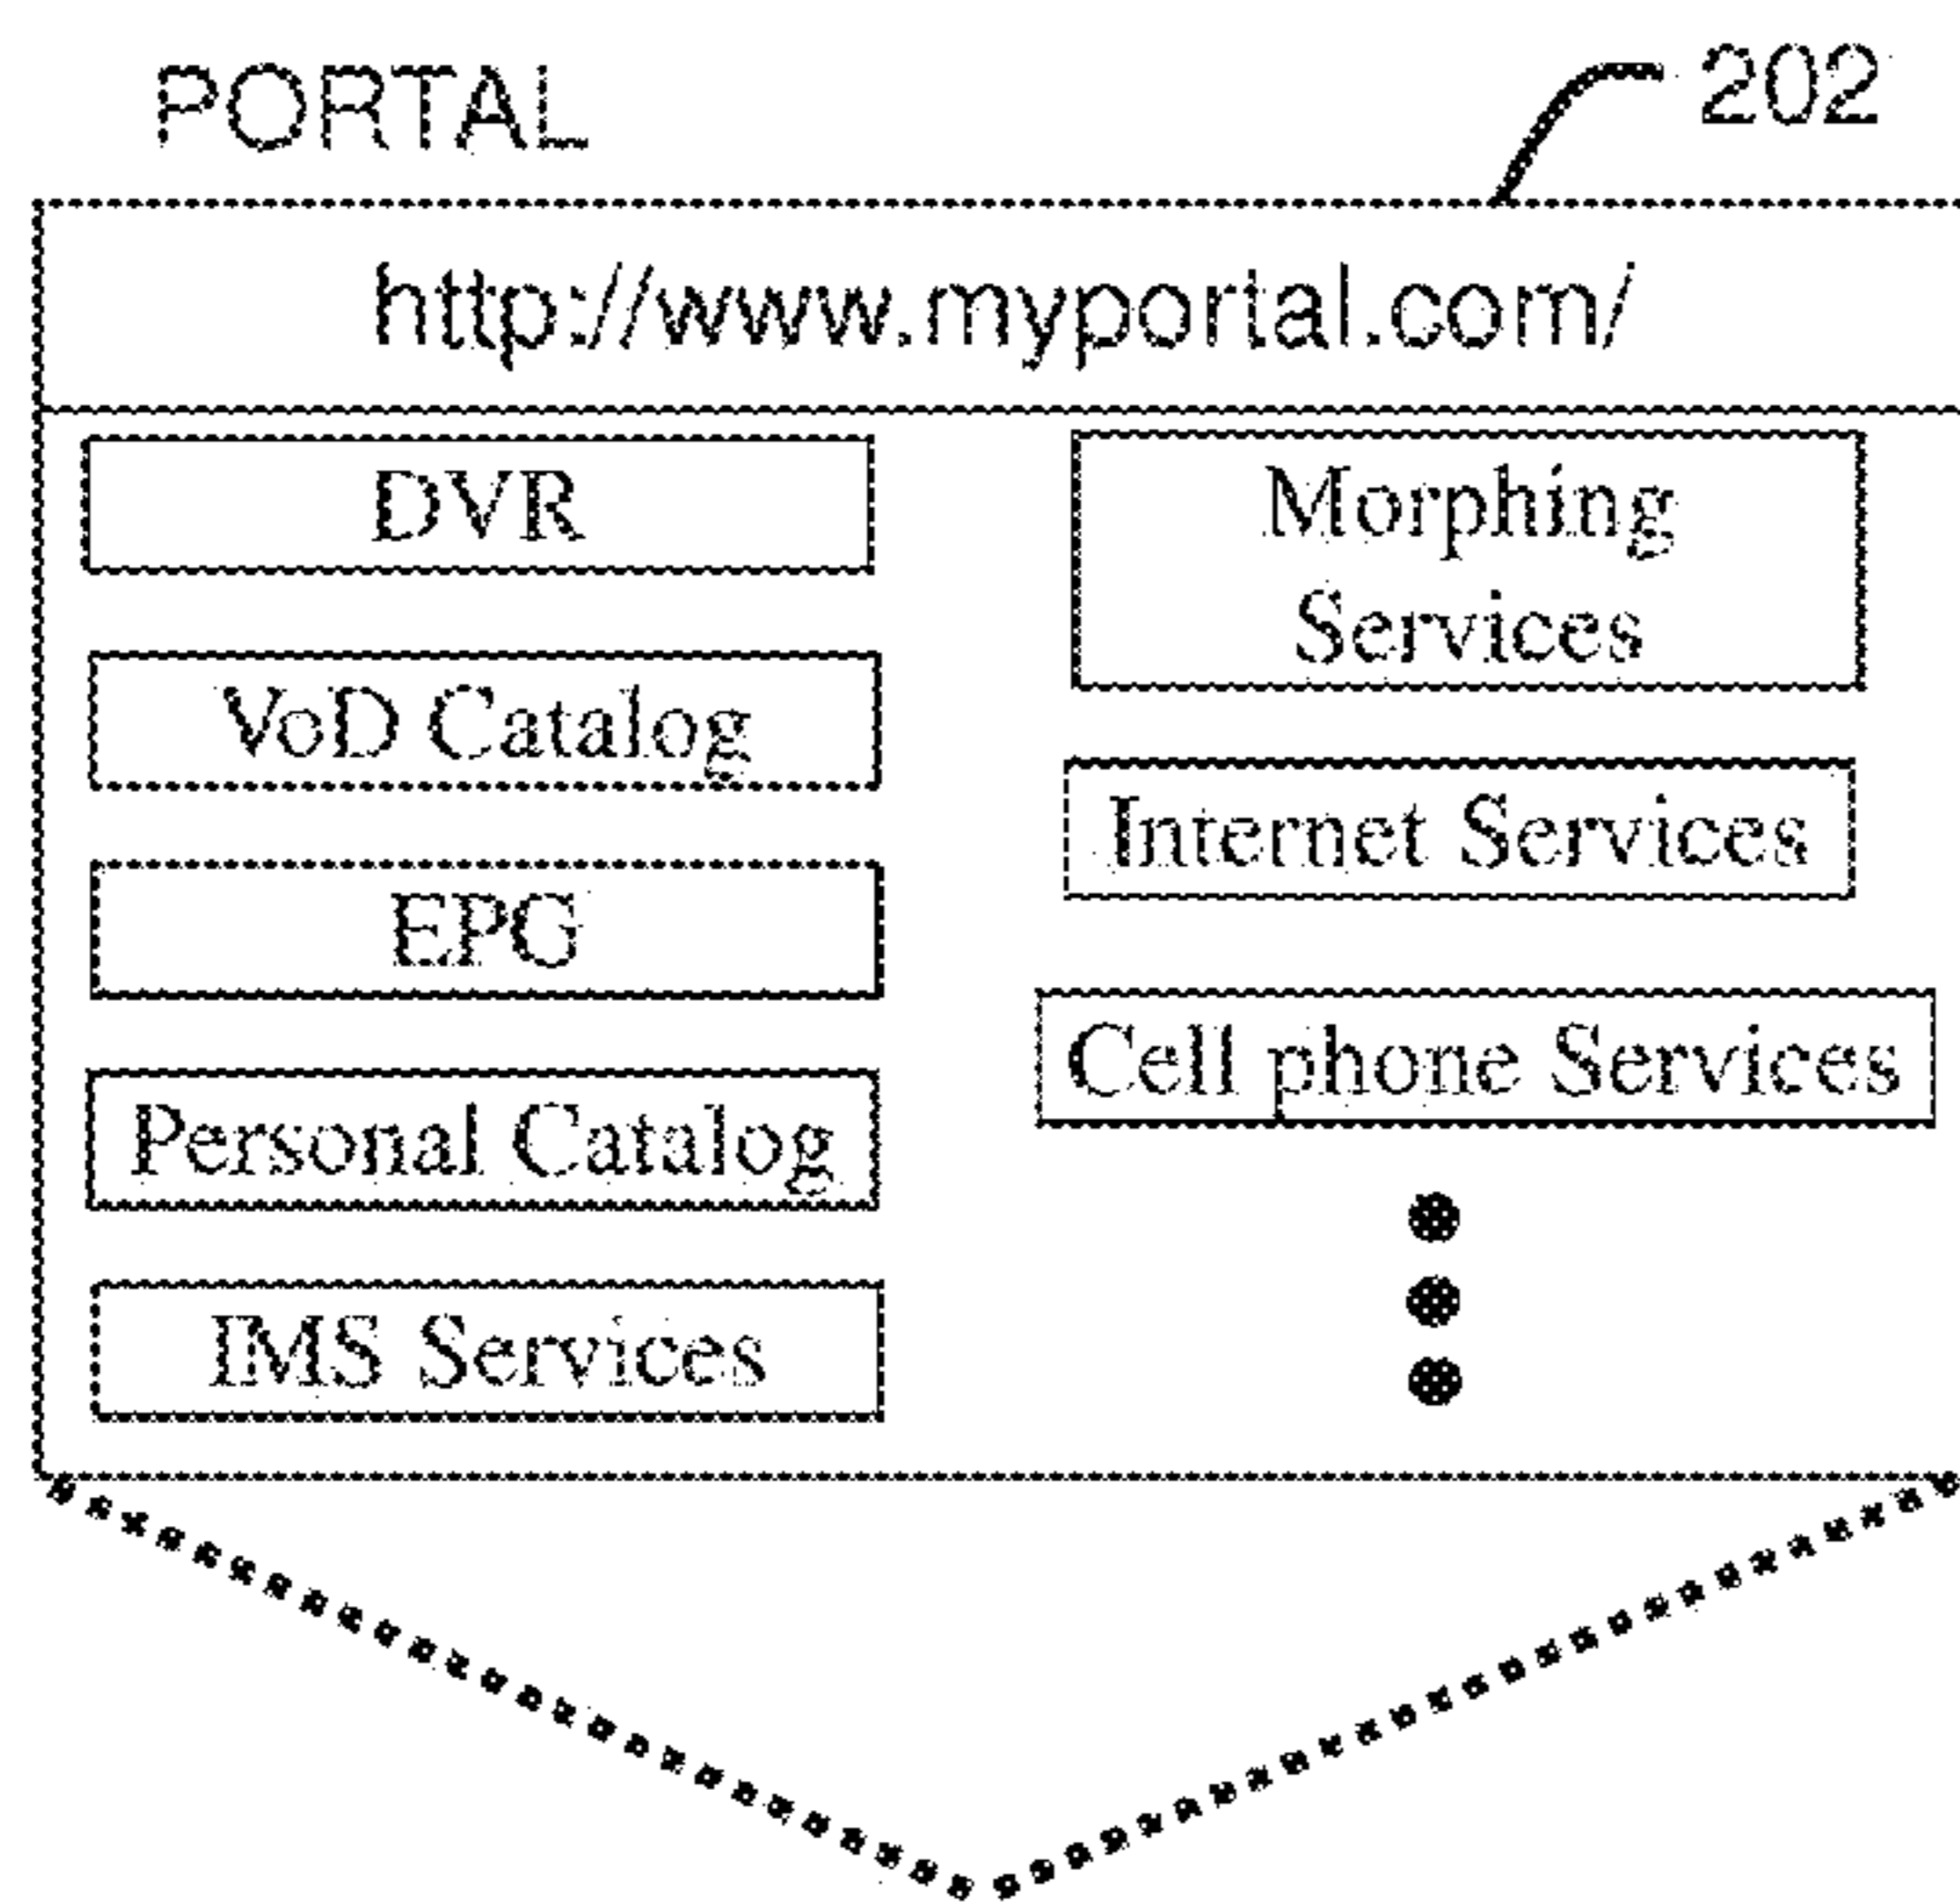 PORTAL
202
http://www.myportal.com/
DVR
VoD Catalog
EPG
Personal Catalog
IMS Services
Morphing
Services
Internet Services
Cell phone Services